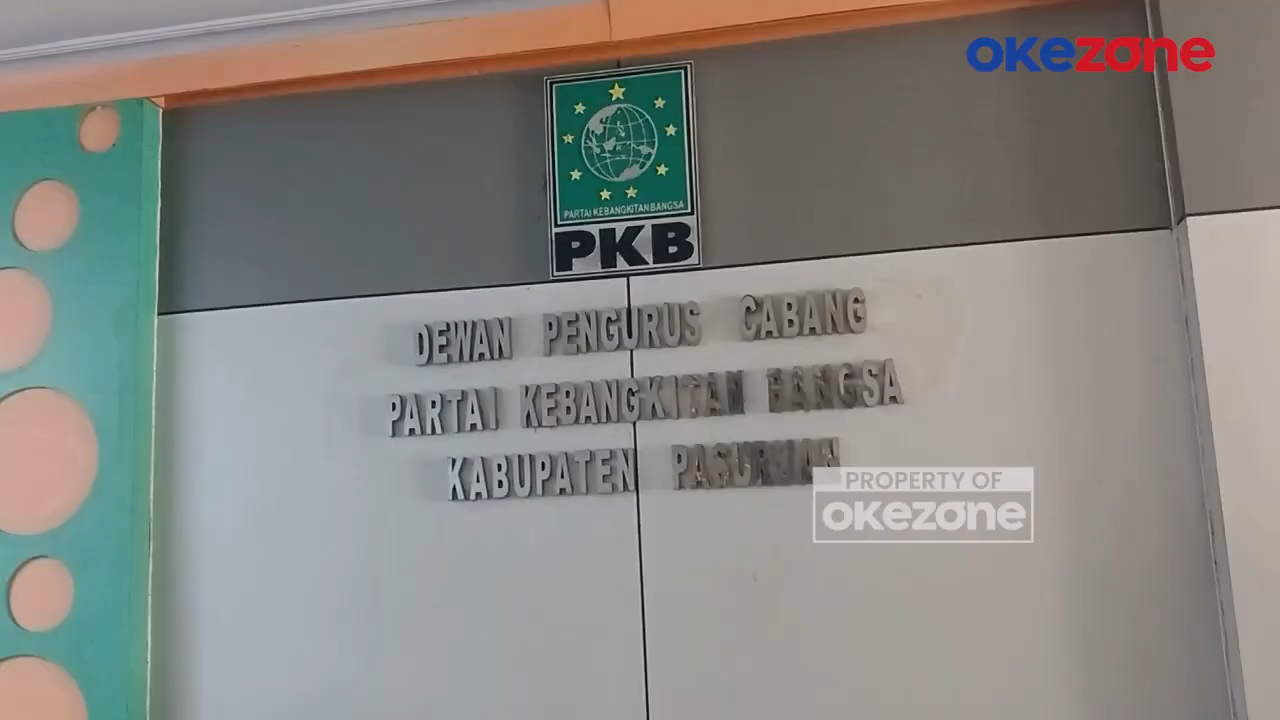 okezone
PARTAI KEBANGKITAN BANGSA
PKB
DEWAN PENGURUS CABANG
PARTAI KEBANGKITAN BANGSA
KABUPATEN PASURUAN
PROPERTY OF
okezone